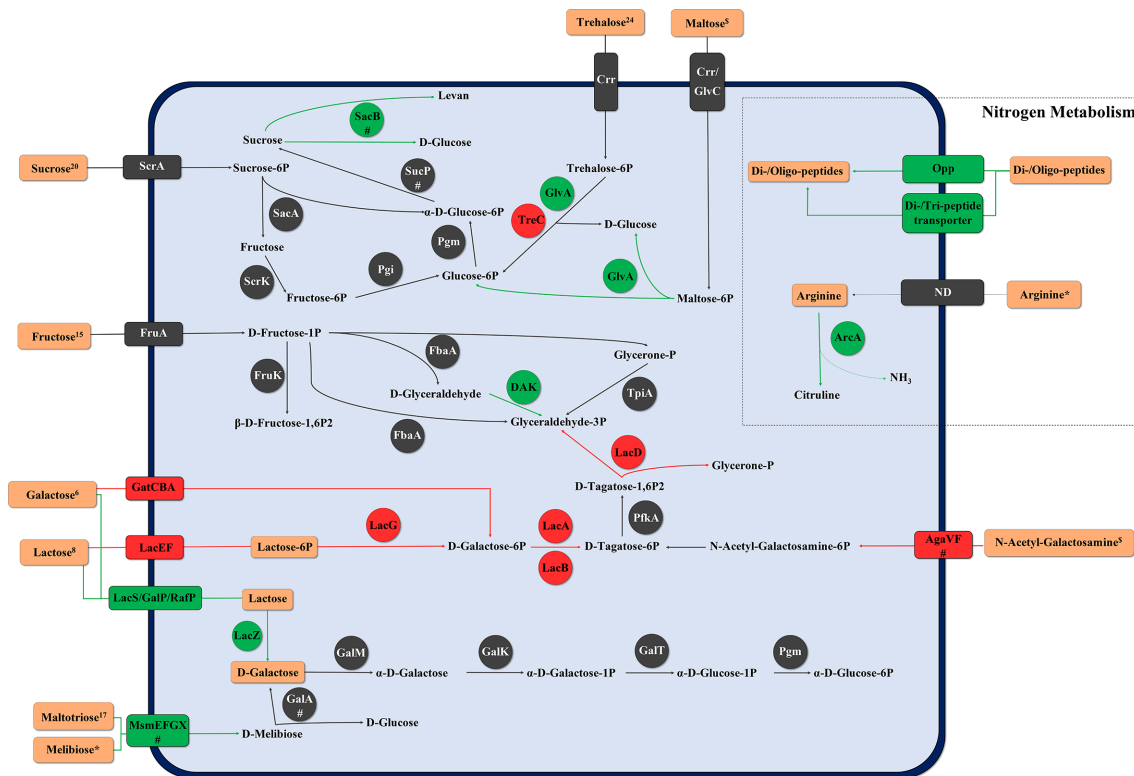 Trehalose²⁴
Maltose$
Crr
Crr/
GlvC
Nitrogen Metabolism
Levan
SacB
#
Sucrose
D-Glucose
Sucrose²⁰
ScrA
Sucrose-6P
SucP
#
Trehalose-6P
GlvA
Opp
Di-/Oligo-peptides
Di-/Oligo-peptides
Di-/Tri-peptide
transporter
SacA
α-D-Glucose-6P
TreC
D-Glucose
Fructose
Pgm
ScrK
Pgi
Glucose-6P
GlvA
Fructose-6P
Maltose-6P
Arginine
ND
Arginine*
Fructose¹⁵
FruA
D-Fructose-1P
FbaA
Glycerone-P
ArcA
FruK
D-Glyceraldehyde
DAK
TpiA
NH₃
Citruline
β-D-Fructose-1,6P2
FbaA
Glyceraldehyde-3P
LacD
Glycerone-P
Galactose⁶
GatCBA
D-Tagatose-1,6P2
LacG
LacA
PfkA
Lactose⁸
LacEF
Lactose-6P
D-Galactose-6P
D-Tagatose-6P
N-Acetyl-Galactosamine-6P
AgaVF
#
N-Acetyl-Galactosamine$
LacB
LacS/GalP/RafP
Lactose
LacZ
D-Galactose
GalM
α-D-Galactose
GalK
α-D-Galactose-1P
GalT
α-D-Glucose-1P
Pgm
α-D-Glucose-6P
GalA
#
D-Glucose
Maltotriose¹⁷
MsmEFGX
#
D-Melibiose
Melibiose*